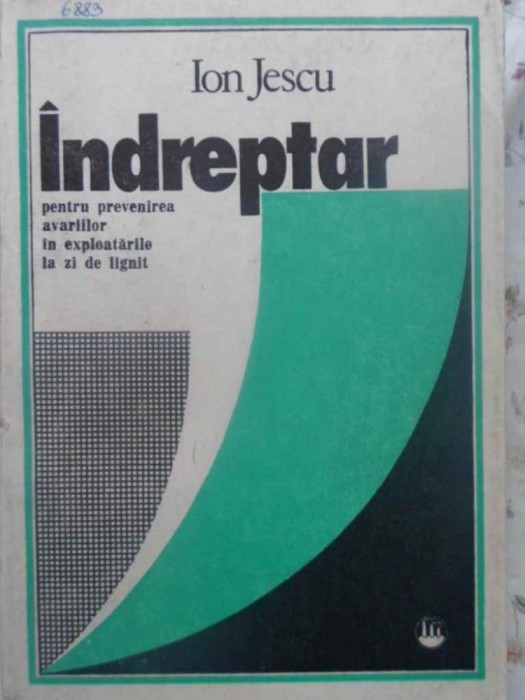 6883
Ion Jescu
Îndreptar
pentru prevenirea
avariilor
în exploatările
la zi de lignit